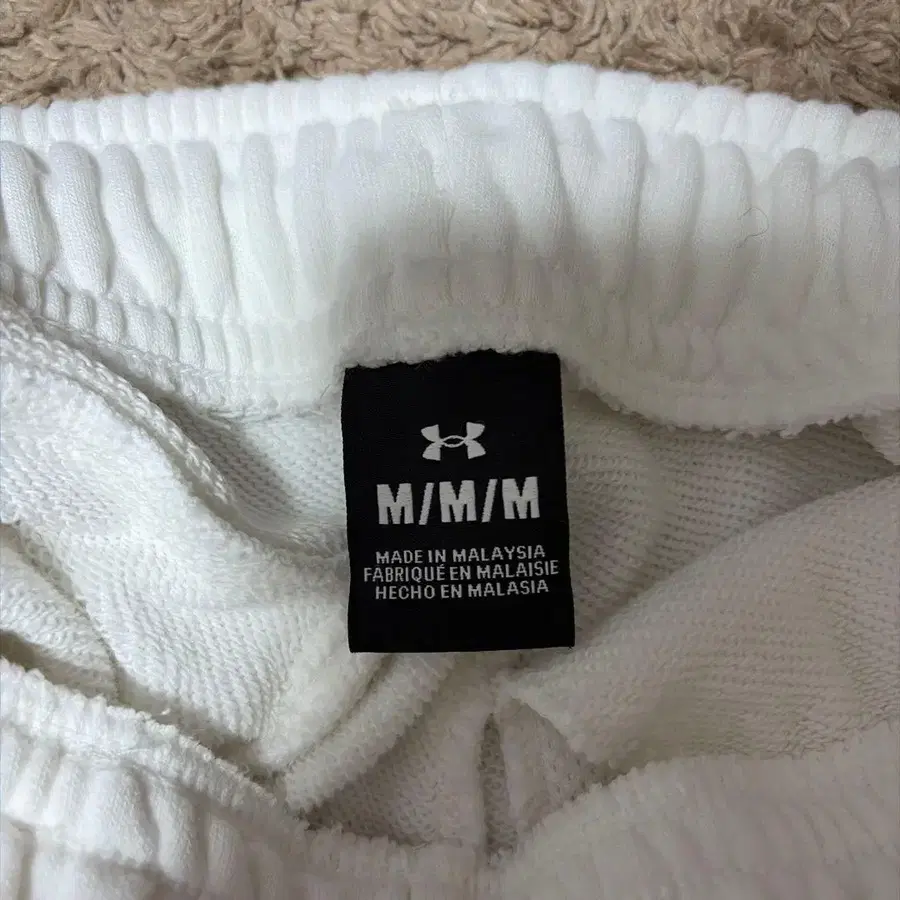 M/M/M
MADE IN MALAYSIA
FABRIQUÉ EN MALAISIE
HECHO EN MALASIA